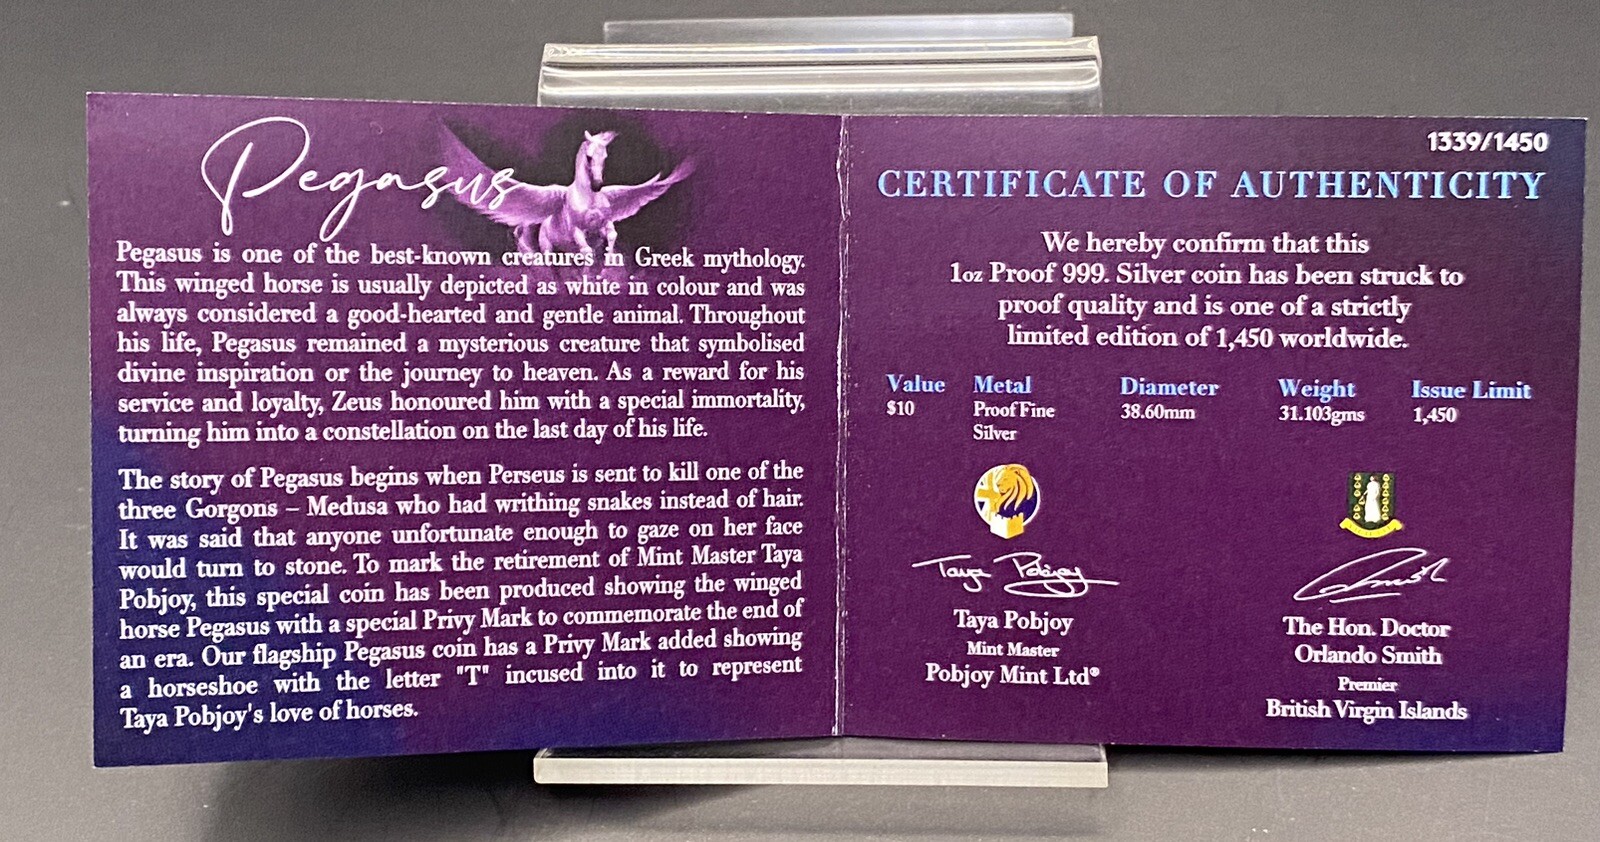 Pegasus
Pegasus is one of the best-known creatures in Greek mythology.
This winged horse is usually depicted as white in colour and was
always considered a good-hearted and gentle animal. Throughout
his life, Pegasus remained a mysterious creature that symbolised
divine inspiration or the journey to heaven. As a reward for his
service and loyalty, Zeus honoured him with a special immortality,
turning him into a constellation on the last day of his life.
The story of Pegasus begins when Perseus is sent to kill one of the
three Gorgons – Medusa who had writhing snakes instead of hair.
It was said that anyone unfortunate enough to gaze on her face
would turn to stone. To mark the retirement of Mint Master Taya
Pobjoy, this special coin has been produced showing the winged
horse Pegasus with a special Privy Mark to commemorate the end of
an era. Our flagship Pegasus coin has a Privy Mark added showing
a horseshoe with the letter "T" incused into it to represent
Taya Pobjoy's love of horses.
1339/1450
CERTIFICATE OF AUTHENTICITY
We hereby confirm that this
1oz Proof 999. Silver coin has been struck to
proof quality and is one of a strictly
limited edition of 1,450 worldwide.
Value Metal Diameter Weight Issue Limit
$10 Proof Fine 38.60mm 31.103gms 1,450
Silver
Taya Pobjoy
Taya Pobjoy
Mint Master
Pobjoy Mint Ltd®
The Hon. Doctor
Orlando Smith
Premier
British Virgin Islands